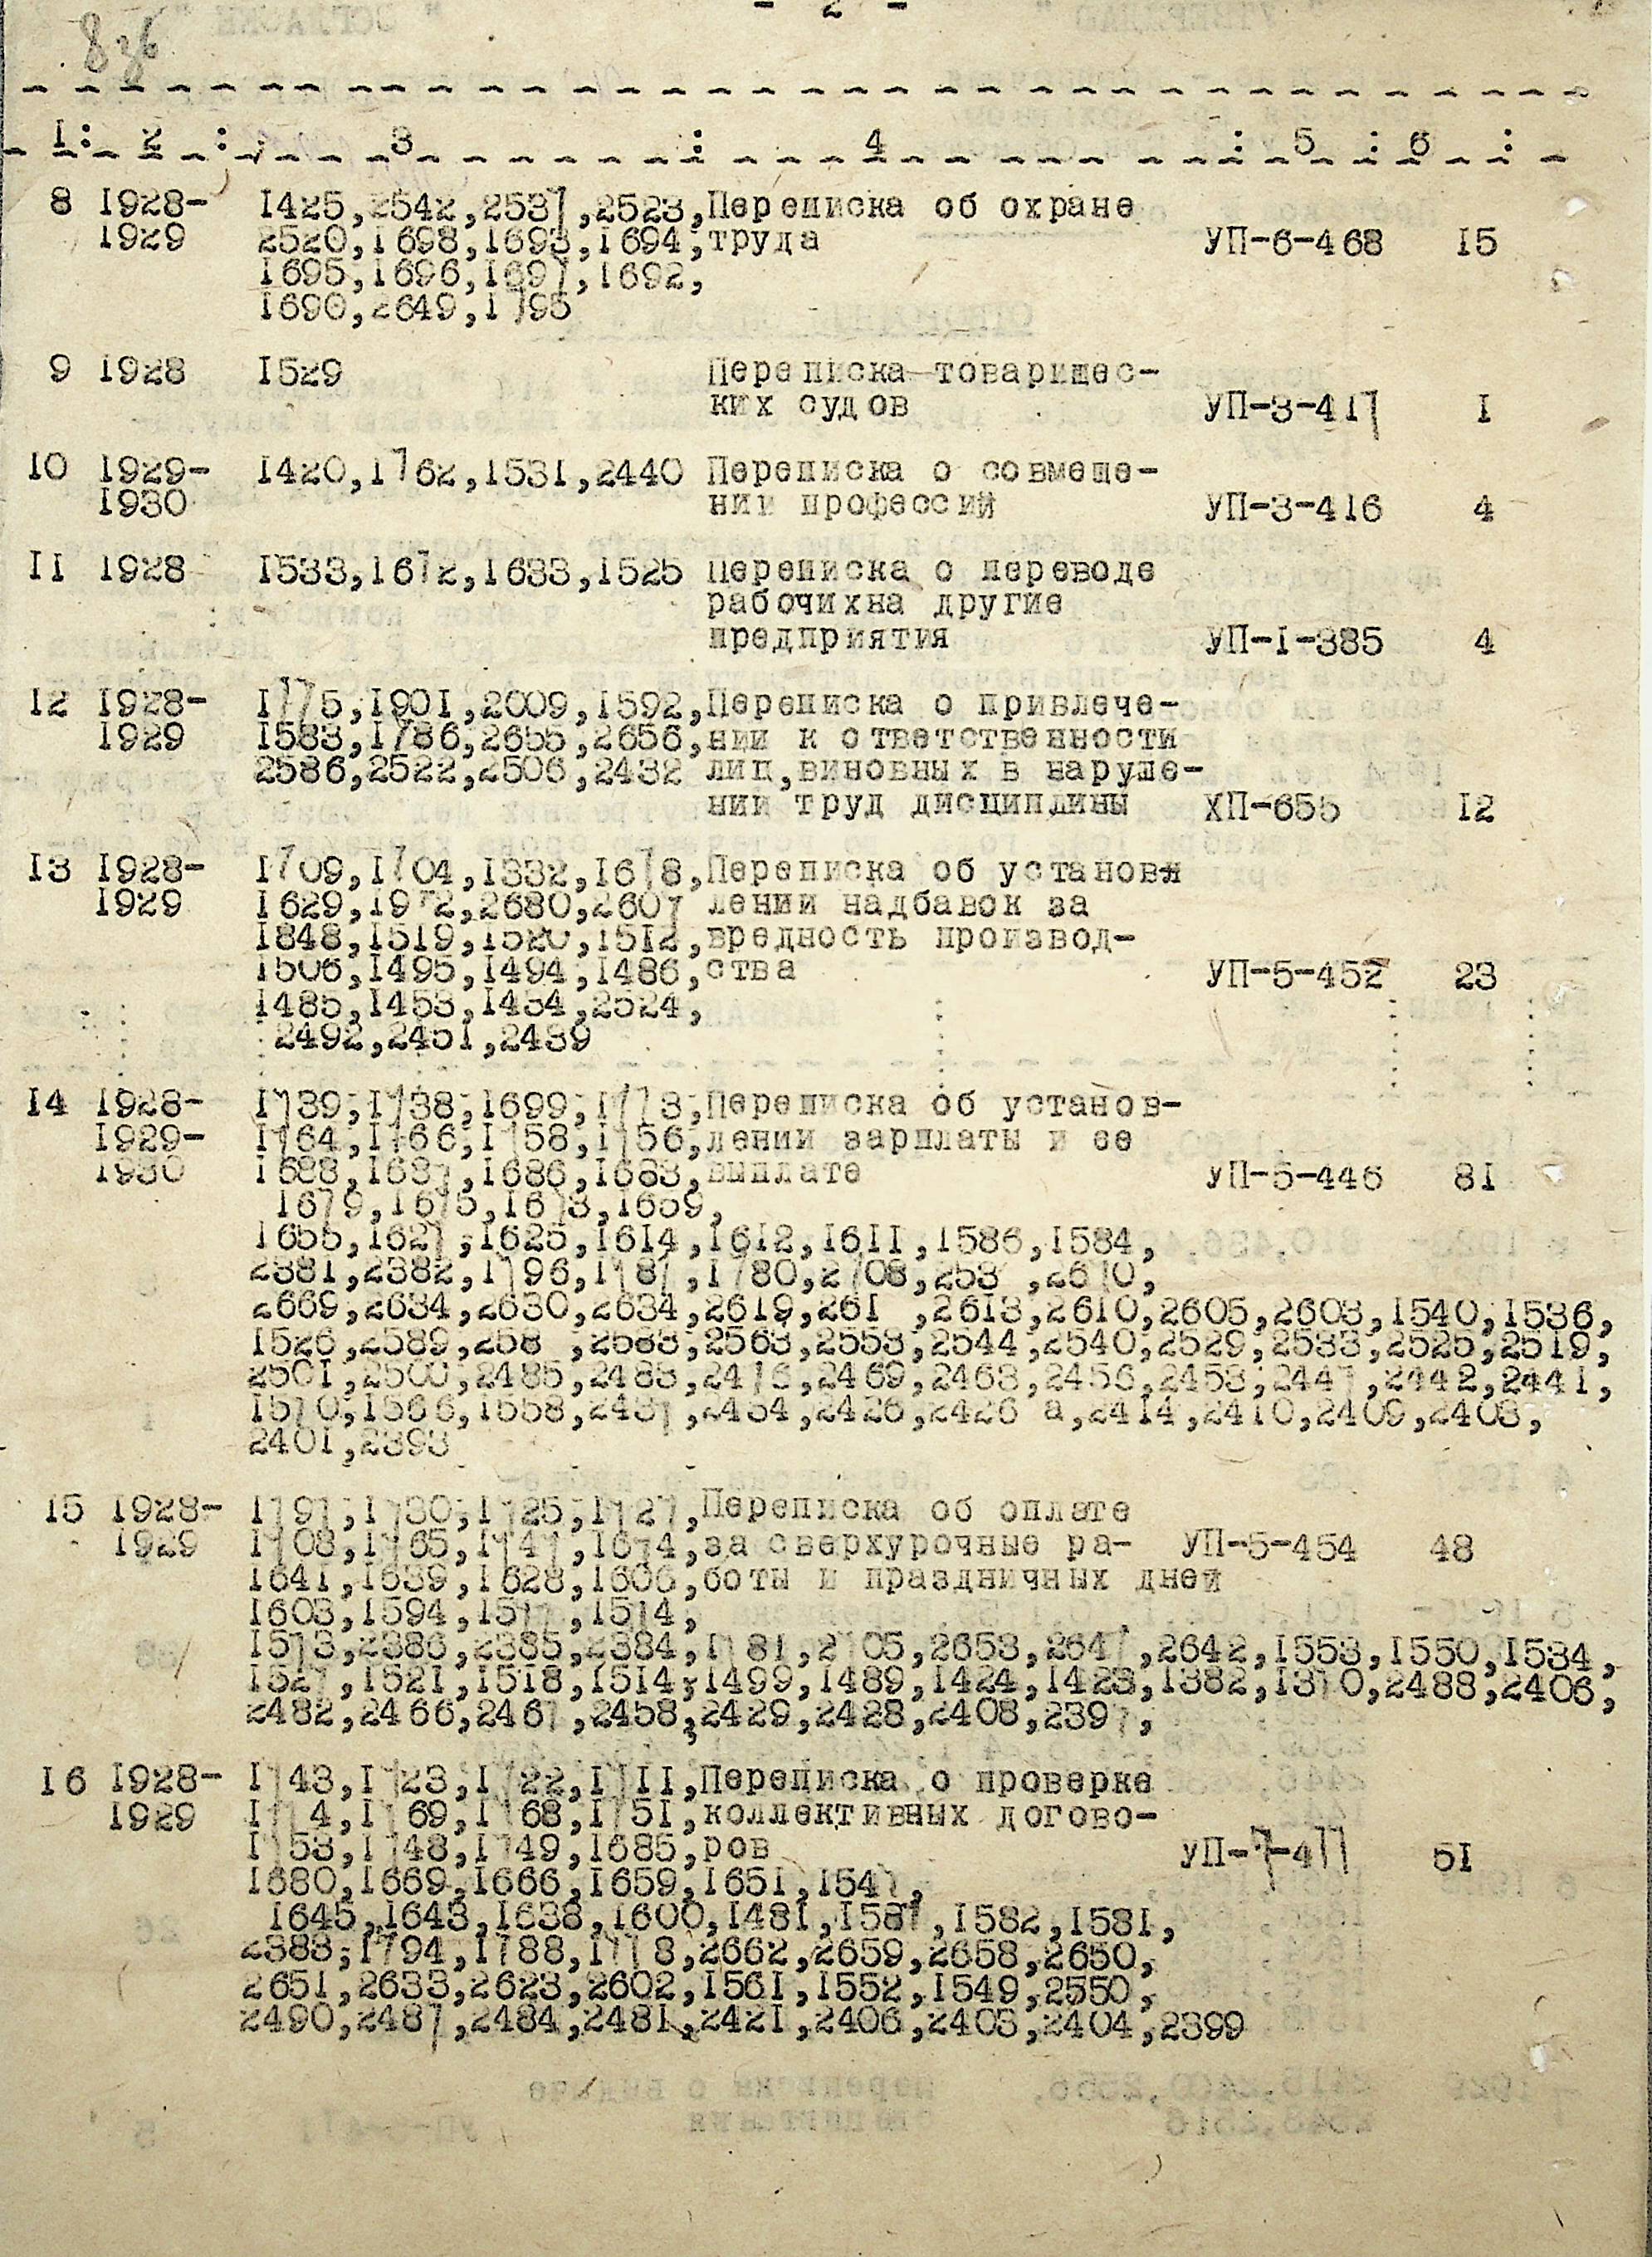 - 2 -
836
1: 2 : 3 : 4 : 5 : 6 :
8 1928- 1425,2542,2537,2523,Переписка об охране
1929 2520,1698,1693,1694,труда УП-6-468 15
1695,1696,1697,1692,
1690,2649,1795
9 1928 1529 Переписка товарищес-
ких судов УП-3-417 1
10 1929- 1420,1762,1531,2440 Переписка о совмеще-
1930 нии профессий УП-3-416 4
11 1928 1533,1672,1633,1525 Переписка о переводе
рабочихна другие
предприятия УП-1-385 4
12 1928- 1775,1901,2009,1592,Переписка о привлече-
1929 1583,1786,2655,2656,нии к ответственности
2586,2522,2506,2432 лиц,виновных в наруше-
нии труд дисциплины ХП-655 12
13 1928- 1709,1704,1332,1678,Переписка об установл
1929 1629,1972,2680,2607 лении надбавок за
1848,1519,1520,1512,вредность производ-
1506,1495,1494,1486,ства УП-5-452 23
1485,1453,1454,2524,
2492,2451,2439
14 1928- 1739,1738,1699,1773,Переписка об установ-
1929- 1764,1766,1758,1756,лении зарплаты и ее
1930 1688,1687,1686,1683,выплате УП-5-446 81
1679,1675,1673,1659,
1655,1627,1625,1614,1612,1611,1586,1584,
2381,2382,1796,1787,1780,2708,253 ,2670,
2669,2634,2630,2634,2619,261 ,2613,2610,2605,2603,1540,1536,
1526,2589,258 ,2583,2563,2553,2544,2540,2529,2533,2525,2519,
2501,2500,2485,2483,2476,2469,2463,2456,2453,2447,2442,2441,
1570,1566,1558,2437,2434,2426,2426 а,2414,2410,2409,2403,
2401,2393
15 1928- 1797,1730,1725,1727,Переписка об оплате
1929 1708,1765,1747,1674,за сверхурочные ра- УП-5-454 48
1641,1639,1628,1606,боты и праздничных дней
1603,1594,1577,1514,
1573,2386,2385,2384,1781,2705,2653,2647,2642,1553,1550,1534,
1527,1521,1518,1514,1499,1489,1424,1423,1382,1370,2488,2406,
2482,2466,2467,2458,2429,2428,2408,2397,
16 1928- 1743,1723,1722,1711,Переписка о проверке
1929 1774,1769,1768,1751,коллективных догово-
1753,1748,1749,1685,ров УП-7-477 51
1680,1669,1666,1659,1651,1547,
1645,1643,1638,1600,1481,1587,1582,1581,
2383,1794,1788,1778,2662,2659,2658,2650,
2651,2633,2623,2602,1561,1552,1549,2550,
2490,2487,2484,2481,2421,2406,2403,2404,2399